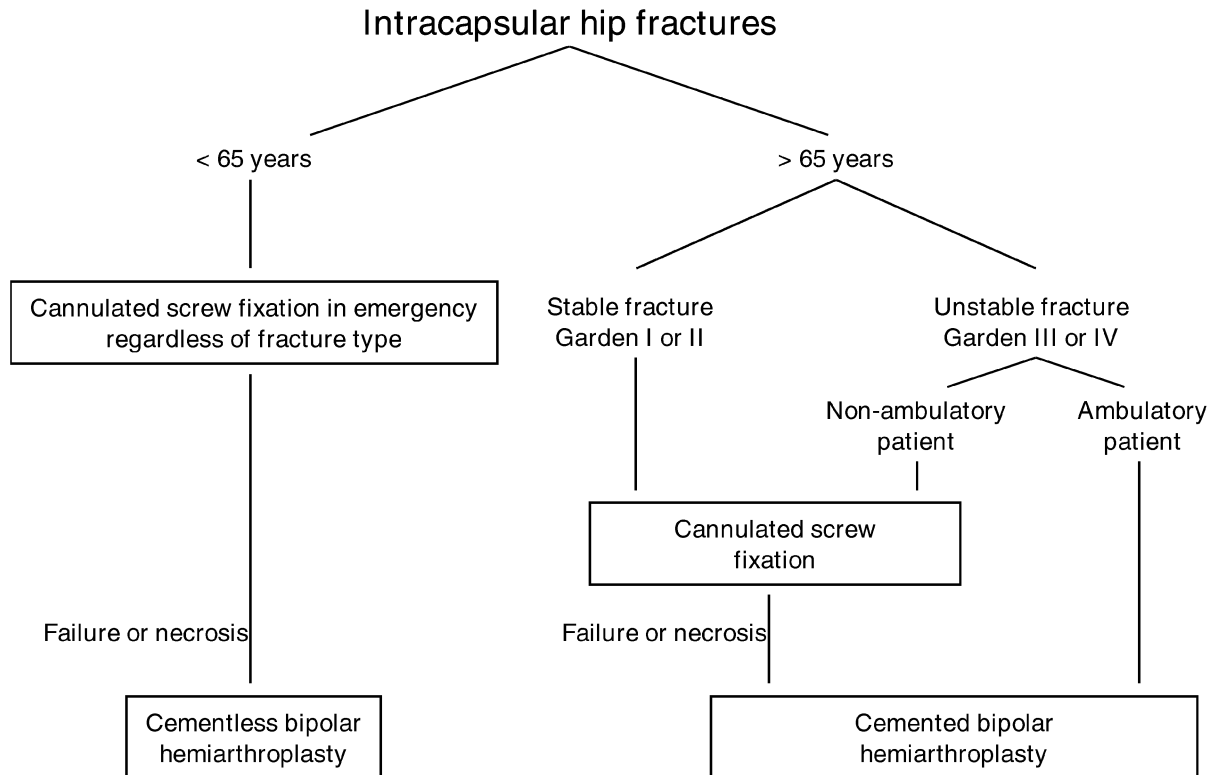 Intracapsular hip fractures
< 65 years
> 65 years
Cannulated screw fixation in emergency
regardless of fracture type
Stable fracture
Garden I or II
Unstable fracture
Garden III or IV
Non-ambulatory
patient
Ambulatory
patient
Cannulated screw
fixation
Failure or necrosis
Failure or necrosis
Cementless bipolar
hemiarthroplasty
Cemented bipolar
hemiarthroplasty